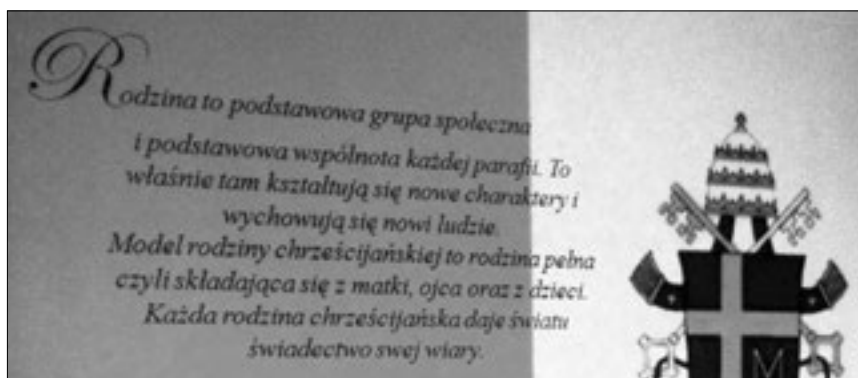 Rodzina to podstawowa grupa społeczna
i podstawowa wspólnota każdej parafii. To
właśnie tam kształtują się nowe charaktery i
wychowują się nowi ludzie.
Model rodziny chrześcijańskiej to rodzina pełna
czyli składająca się z matki, ojca oraz z dzieci.
Każda rodzina chrześcijańska daje światu
świadectwo swej wiary.
M